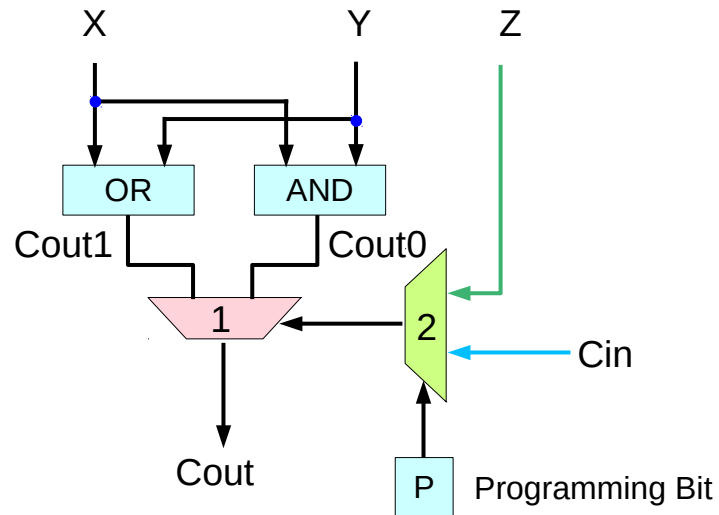 X Y Z
OR AND
Cout1 Cout0
1 2
Cin
Cout
P Programming Bit